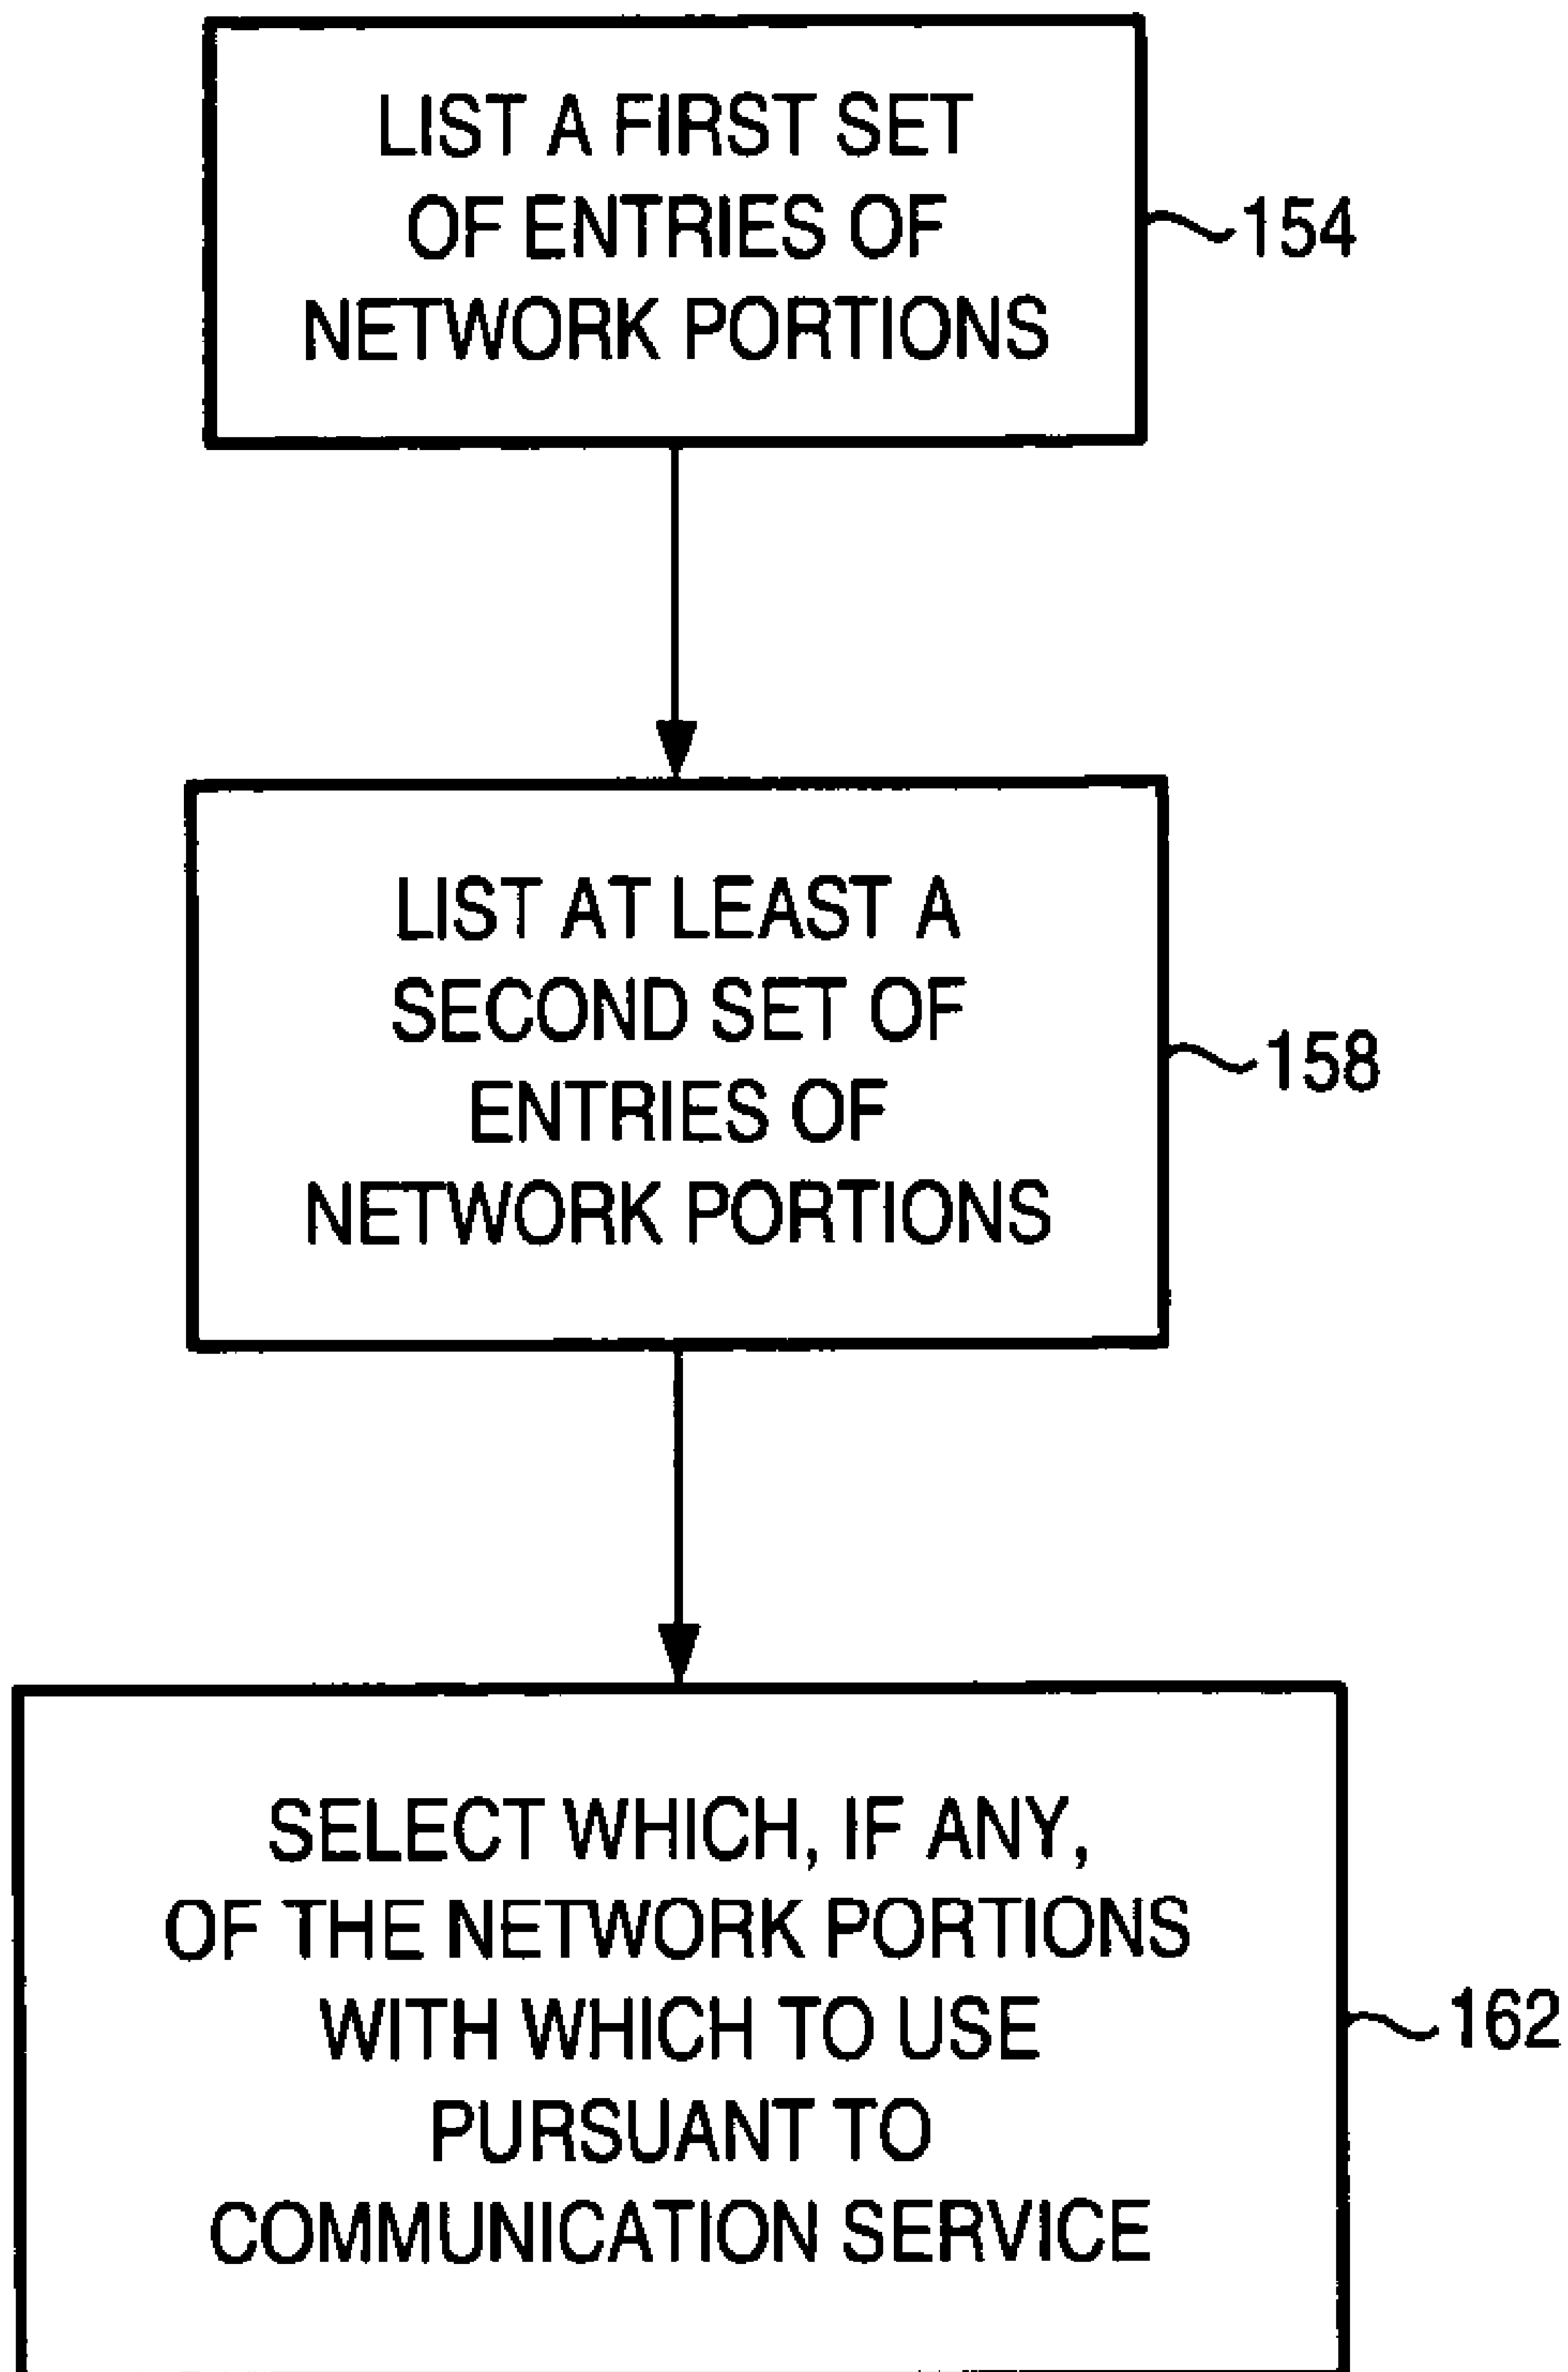 LIST A FIRST SET
OF ENTRIES OF
NETWORK PORTIONS
154
LIST AT LEAST A
SECOND SET OF
ENTRIES OF
NETWORK PORTIONS
158
SELECT WHICH, IF ANY,
OF THE NETWORK PORTIONS
WITH WHICH TO USE
PURSUANT TO
COMMUNICATION SERVICE
162